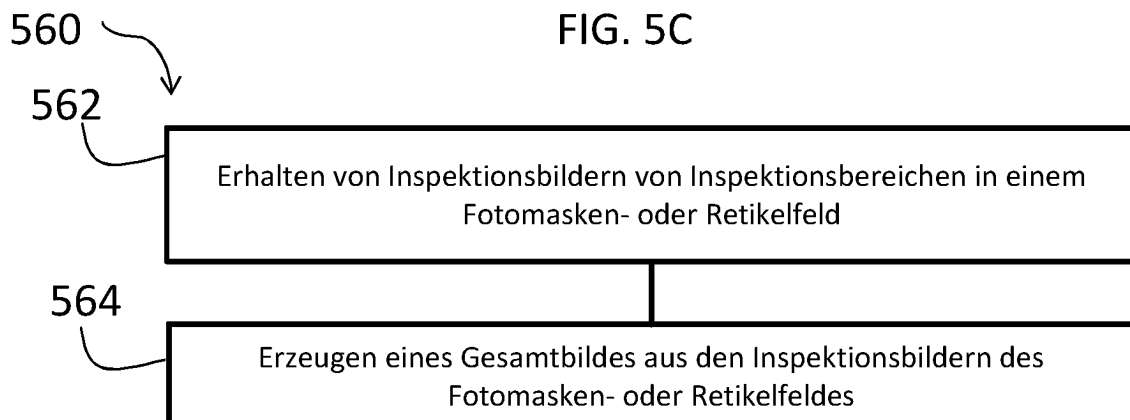 560
FIG. 5C
562
Erhalten von Inspektionsbildern von Inspektionsbereichen in einem
Fotomasken- oder Retikelfeld
564
Erzeugen eines Gesamtbildes aus den Inspektionsbildern des
Fotomasken- oder Retikelfeldes